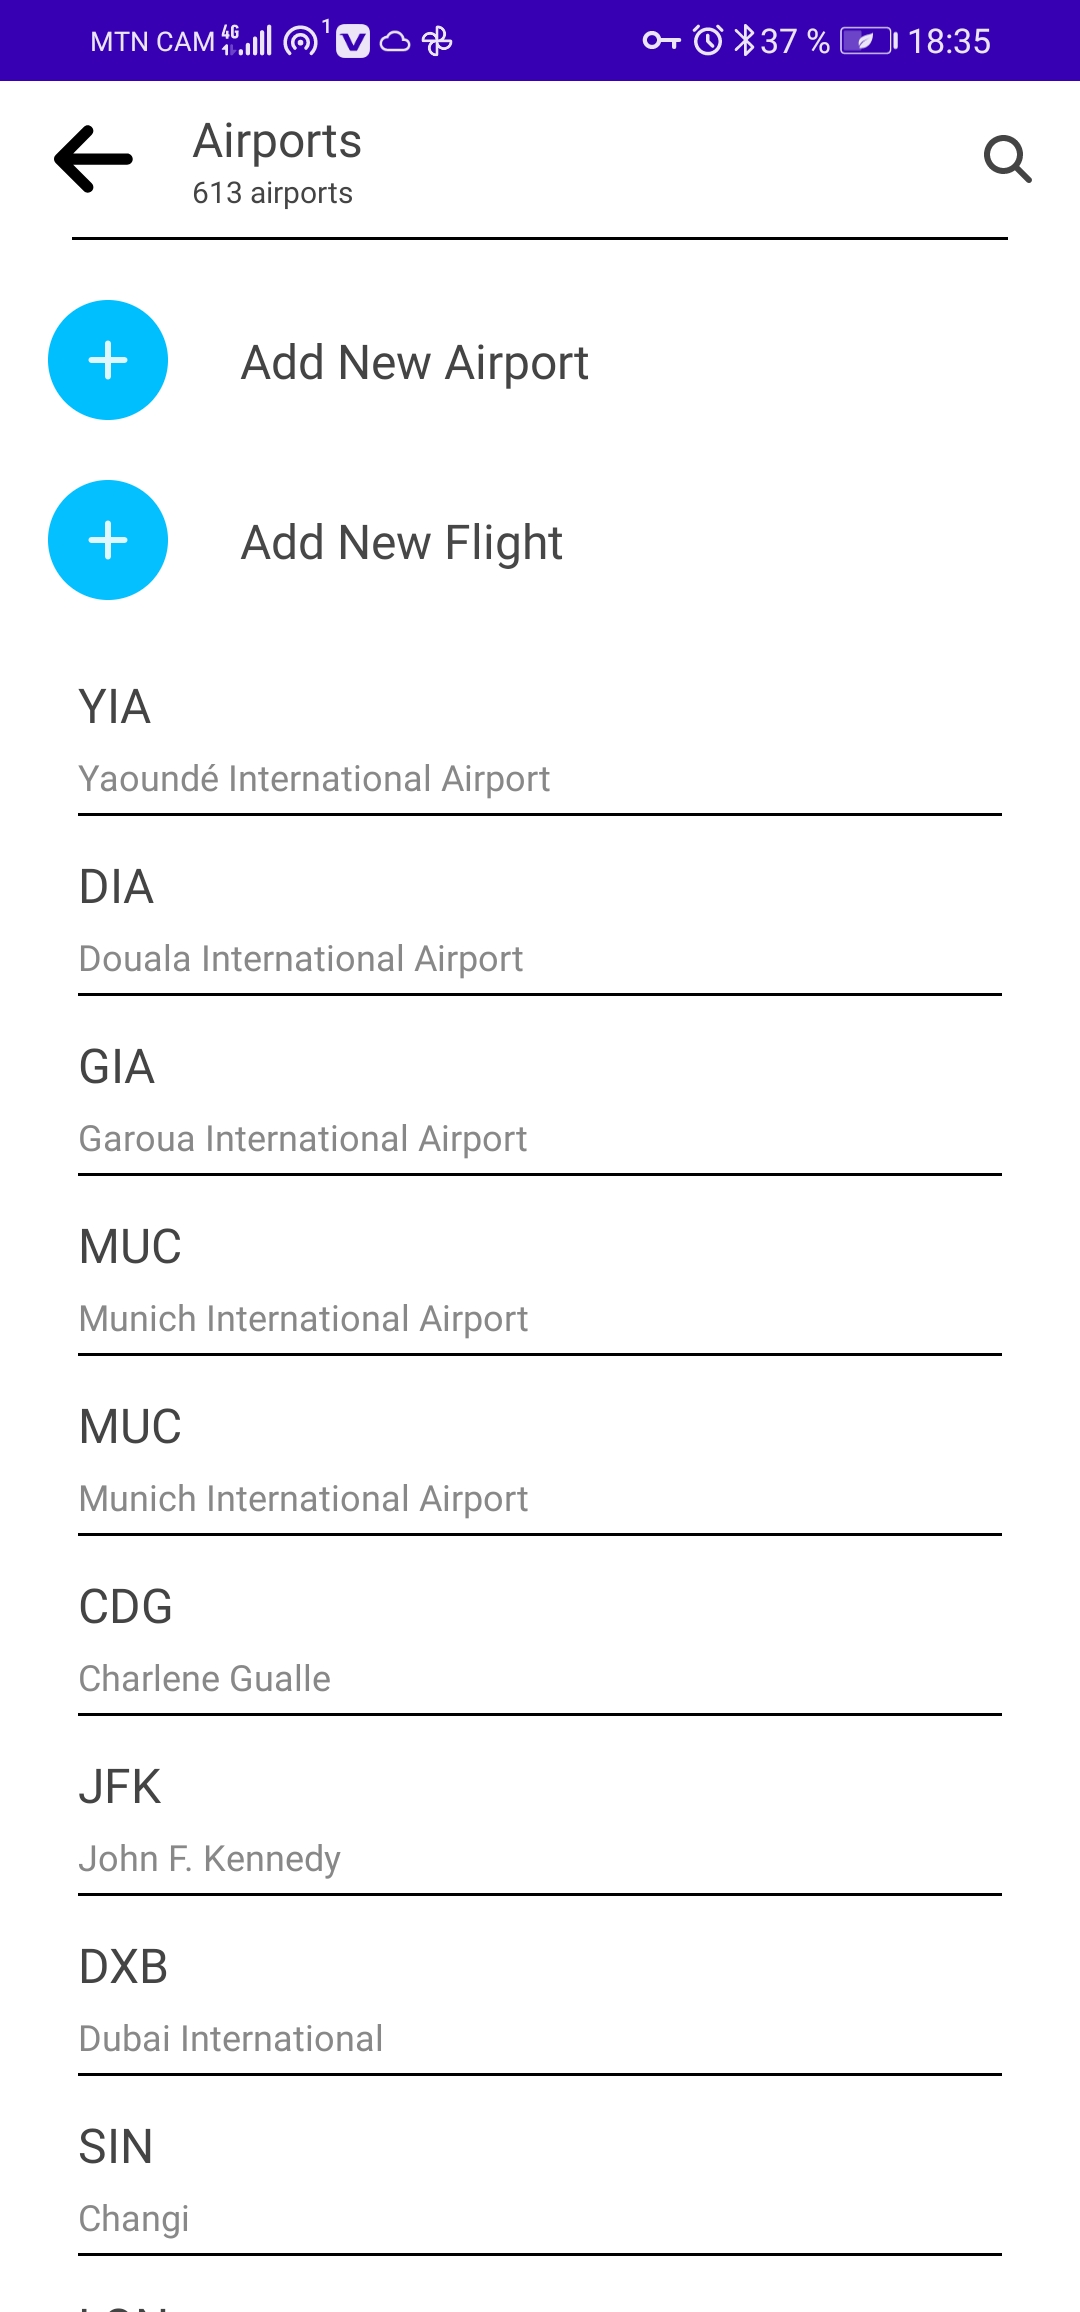 MTN CAM 4G 1 37 % 18:35
Airports
613 airports
Add New Airport
Add New Flight
YIA
Yaoundé International Airport
DIA
Douala International Airport
GIA
Garoua International Airport
MUC
Munich International Airport
MUC
Munich International Airport
CDG
Charlene Gualle
JFK
John F. Kennedy
DXB
Dubai International
SIN
Changi